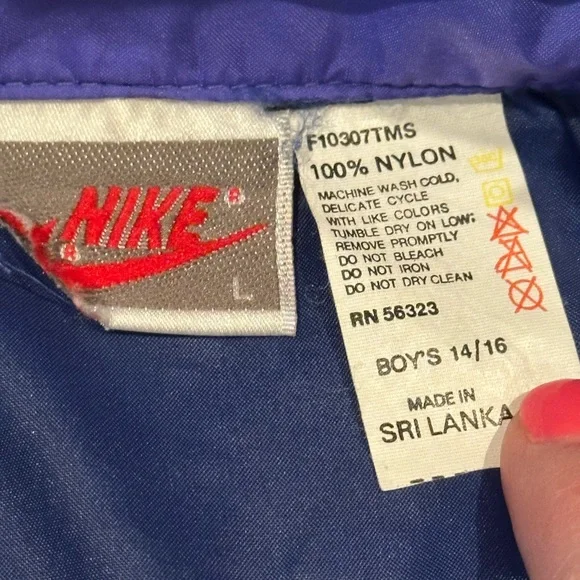 NIKE®
®
L
F10307TMS
100% NYLON
MACHINE WASH COLD,
DELICATE CYCLE
WITH LIKE COLORS
TUMBLE DRY ON LOW;
REMOVE PROMPTLY
DO NOT BLEACH
DO NOT IRON
DO NOT DRY CLEAN
RN 56323
BOY'S 14/16
MADE IN
SRI LANKA